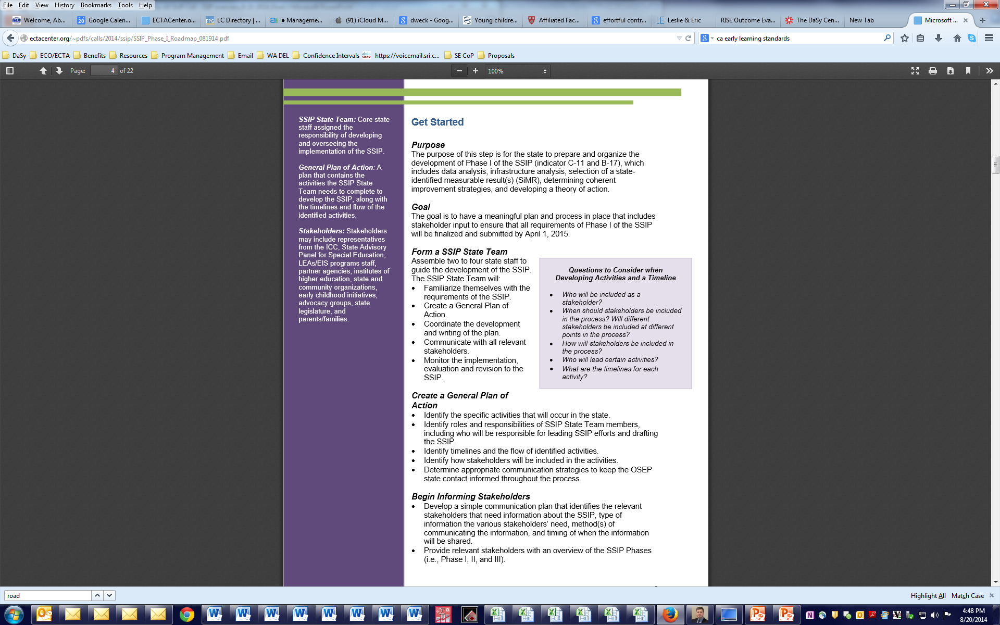 File Edit View History Bookmarks Tools Help
Welcome, Ab...
Google Calen...
ECTACenter.o...
LC Directory | ...
● Manageme...
(91) iCloud M...
dweck - Goog...
Young childre...
Affiliated Fac...
effortful contr...
Leslie & Eric
RISE Outcome Eva...
The DaSy Cen...
New Tab
Microsoft ...
ectacenter.org/~pdfs/calls/2014/ssip/SSIP_Phase_I_Roadmap_081914.pdf
ca early learning standards
DaSy
ECO/ECTA
Benefits
Resources
Program Management
Email
WA DEL
Confidence Intervals
https://voicemail.sri.c...
SE CoP
Proposals
Page: 4 of 22
100%
SSIP State Team: Core state
staff assigned the
responsibility of developing
and overseeing the
implementation of the SSIP.
General Plan of Action: A
plan that contains the
activities the SSIP State
Team needs to complete to
develop the SSIP, along with
the timelines and flow of the
identified activities.
Stakeholders: Stakeholders
may include representatives
from the ICC, State Advisory
Panel for Special Education,
LEAs/EIS programs staff,
partner agencies, institutes of
higher education, state and
community organizations,
early childhood initiatives,
advocacy groups, state
legislature, and
parents/families.
Get Started
Purpose
The purpose of this step is for the state to prepare and organize the
development of Phase I of the SSIP (indicator C-11 and B-17), which
includes data analysis, infrastructure analysis, selection of a state-
identified measurable result(s) (SiMR), determining coherent
improvement strategies, and developing a theory of action.
Goal
The goal is to have a meaningful plan and process in place that includes
stakeholder input to ensure that all requirements of Phase I of the SSIP
will be finalized and submitted by April 1, 2015.
Form a SSIP State Team
Assemble two to four state staff to
guide the development of the SSIP.
The SSIP State Team will:
• Familiarize themselves with the
requirements of the SSIP.
• Create a General Plan of
Action.
• Coordinate the development
and writing of the plan.
• Communicate with all relevant
stakeholders.
• Monitor the implementation,
evaluation and revision to the
SSIP.
Questions to Consider when
Developing Activities and a Timeline
• Who will be included as a
stakeholder?
• When should stakeholders be included
in the process? Will different
stakeholders be included at different
points in the process?
• How will stakeholders be included in
the process?
• Who will lead certain activities?
• What are the timelines for each
activity?
Create a General Plan of
Action
• Identify the specific activities that will occur in the state.
• Identify roles and responsibilities of SSIP State Team members,
including who will be responsible for leading SSIP efforts and drafting
the SSIP.
• Identify timelines and the flow of identified activities.
• Identify how stakeholders will be included in the activities.
• Determine appropriate communication strategies to keep the OSEP
state contact informed throughout the process.
Begin Informing Stakeholders
• Develop a simple communication plan that identifies the relevant
stakeholders that need information about the SSIP, type of
information the various stakeholders' need, method(s) of
communicating the information, and timing of when the information
will be shared.
• Provide relevant stakeholders with an overview of the SSIP Phases
(i.e., Phase I, II, and III).
road
Highlight All Match Case
4:48 PM
8/20/2014